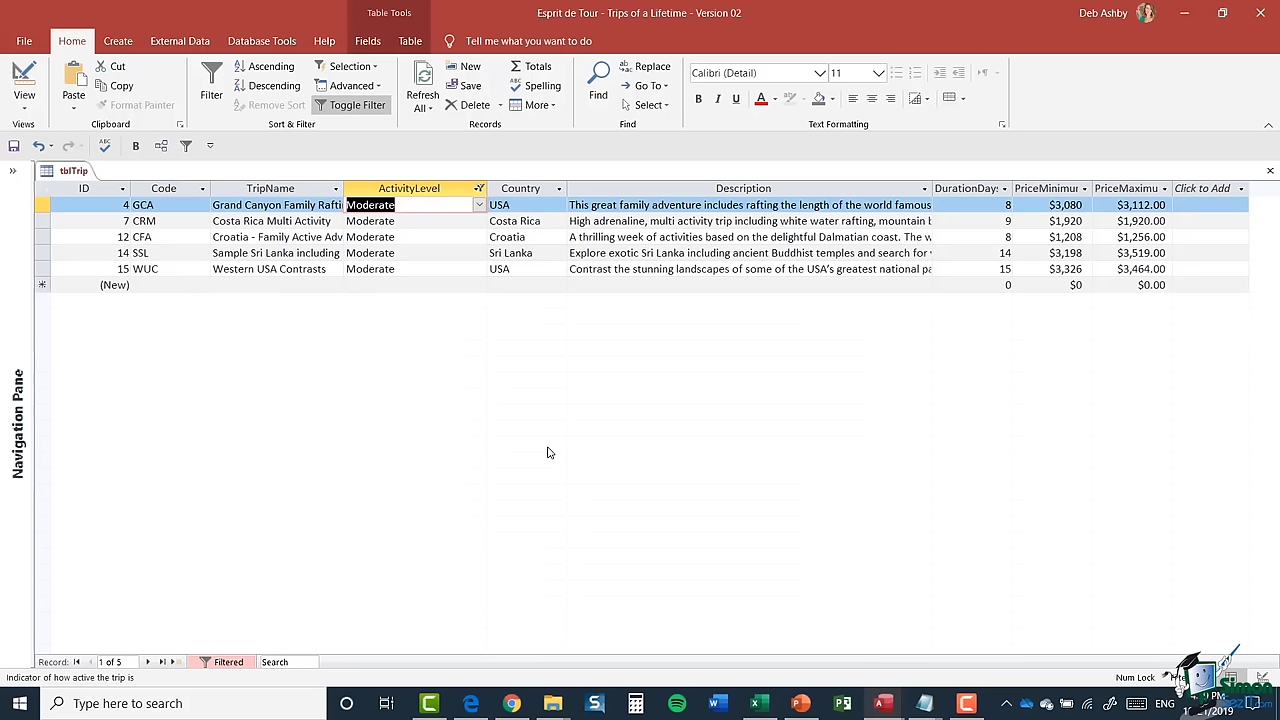 Table Tools
Esprit de Tour - Trips of a Lifetime - Version 02
Deb Ashby
File Home Create External Data Database Tools Help Fields Table Tell me what you want to do
View
Views
Paste
Cut
Copy
Format Painter
Clipboard
Filter
Ascending
Descending
Remove Sort
Selection
Advanced
Toggle Filter
Sort & Filter
Refresh
All
New
Save
Delete
Totals
Spelling
More
Records
Find
Replace
Go To
Select
Find
Calibri (Detail) 11
B I U A
Text Formatting
ABC B
tblTrip
ID Code TripName ActivityLevel Country Description DurationDay: PriceMinimur PriceMaximu Click to Add
4 GCA Grand Canyon Family Rafti Moderate USA This great family adventure includes rafting the length of the world famous 8 $3,080 $3,112.00
7 CRM Costa Rica Multi Activity Moderate Costa Rica High adrenaline, multi activity trip including white water rafting, mountain b 9 $1,920 $1,920.00
12 CFA Croatia - Family Active Adv Moderate Croatia A thrilling week of activities based on the delightful Dalmatian coast. The w 8 $1,208 $1,256.00
14 SSL Sample Sri Lanka including Moderate Sri Lanka Explore exotic Sri Lanka including ancient Buddhist temples and search for 14 $3,198 $3,519.00
15 WUC Western USA Contrasts Moderate USA Contrast the stunning landscapes of some of the USA's greatest national pa 15 $3,326 $3,464.00
(New) 0 $0 $0.00
Navigation Pane
Record: 1 of 5 Filtered Search
Indicator of how active the trip is
Num Lock
Type here to search
ENG